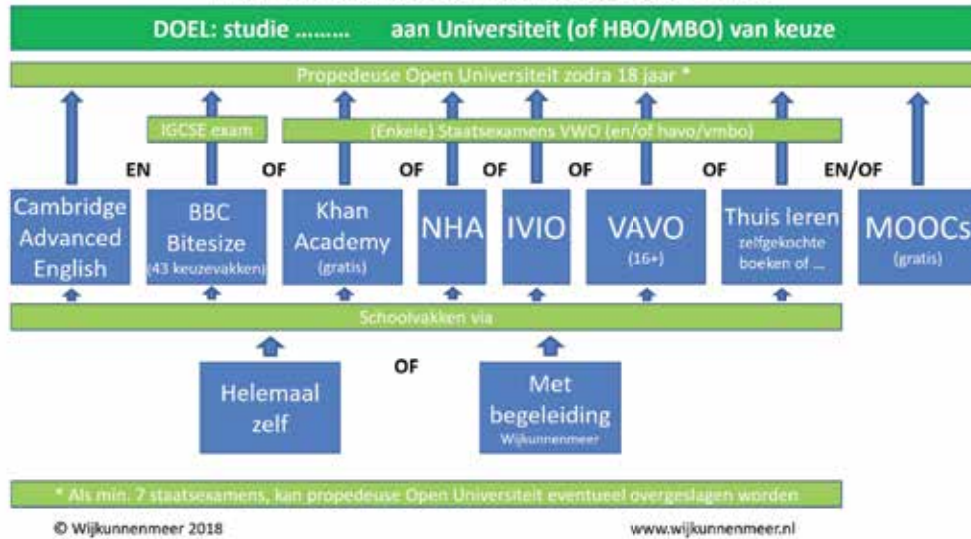 DOEL: studie ......... aan Universiteit (of HBO/MBO) van keuze
Propedeuse Open Universiteit zodra 18 jaar *
IGCSE exam
(Enkele) Staatsexamens VWO (en/of havo/vmbo)
EN
OF
OF
OF
OF
OF
EN/OF
Cambridge
Advanced
English
BBC
Bitesize
(43 keuzevakken)
Khan
Academy
(gratis)
NHA
IVIO
VAVO
(16+)
Thuis leren
zelfgekochte
boeken of ...
MOOCs
(gratis)
Schoolvakken via
Helemaal
zelf
OF
Met
begeleiding
Wijkunnenmeer
* Als min. 7 staatsexamens, kan propedeuse Open Universiteit eventueel overgeslagen worden
© Wijkunnenmeer 2018
www.wijkunnenmeer.nl